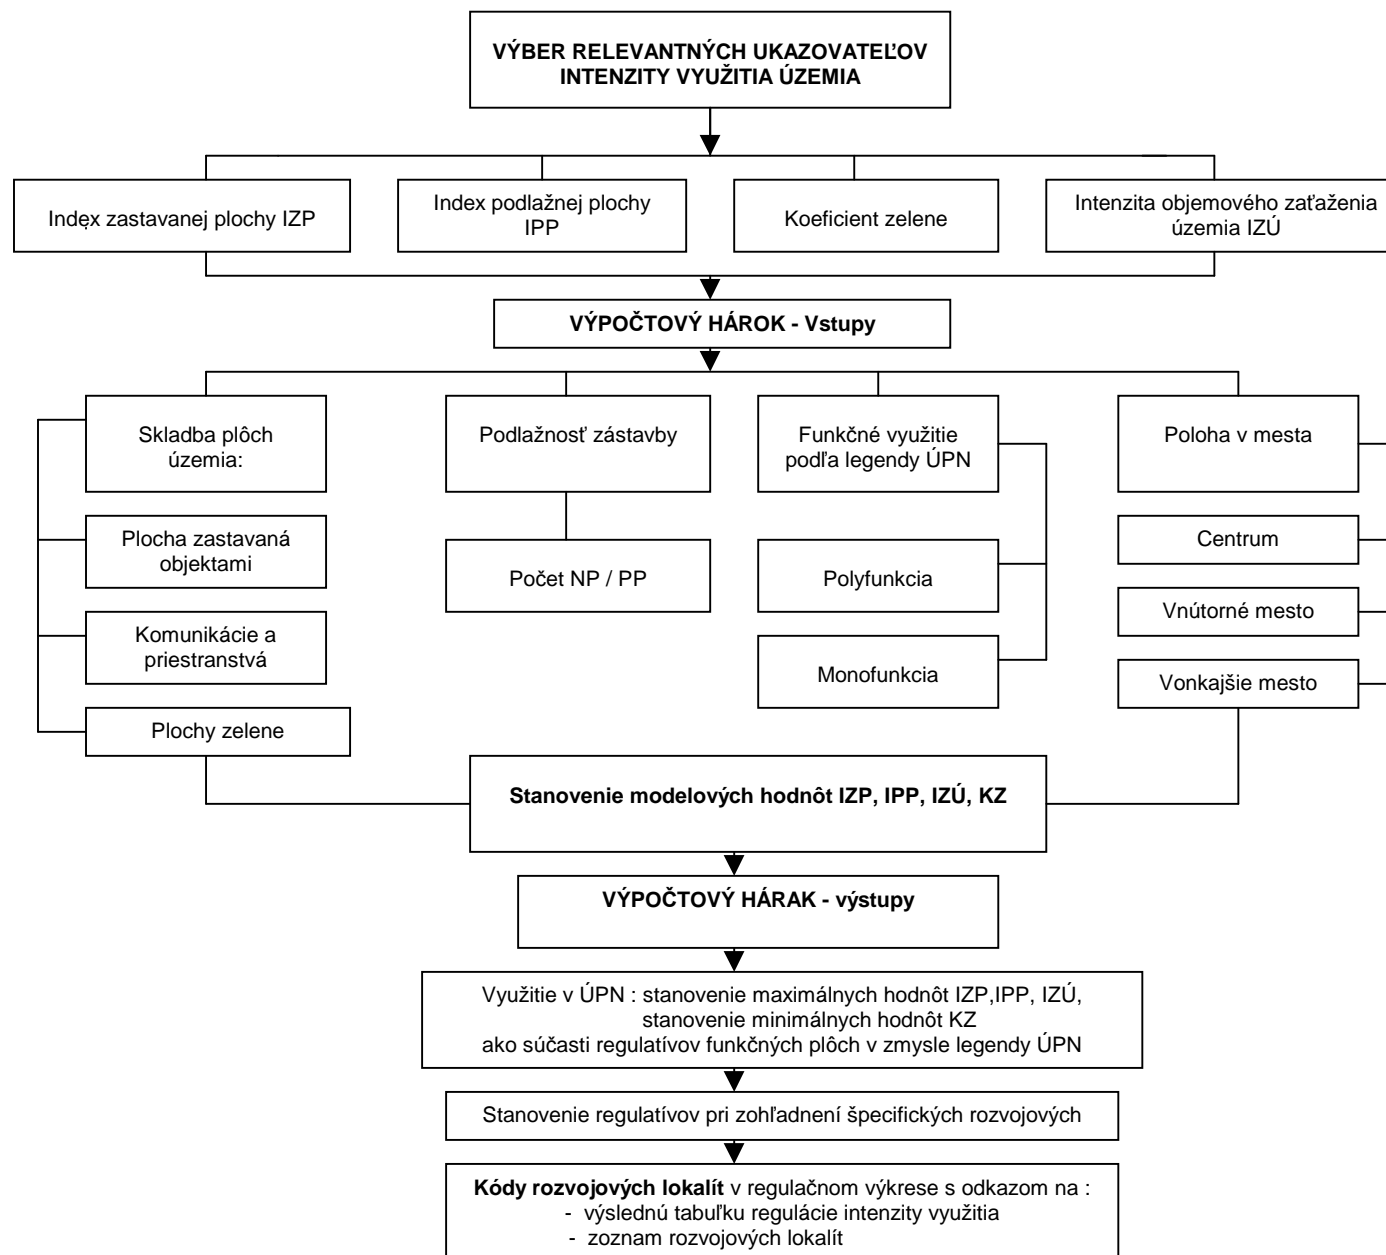 VÝBER RELEVANTNÝCH UKAZOVATEĽOV
INTENZITY VYUŽITIA ÚZEMIA
Index zastavanej plochy IZP
Index podlažnej plochy
IPP
Koeficient zelene
Intenzita objemového zaťaženia
územia IZÚ
VÝPOČTOVÝ HÁROK - Vstupy
Skladba plôch
územia:
Podlažnosť zástavby
Funkčné využitie
podľa legendy ÚPN
Poloha v mesta
Plocha zastavaná
objektami
Počet NP / PP
Polyfunkcia
Centrum
Komunikácie a
priestranstvá
Monofunkcia
Vnútorné mesto
Vonkajšie mesto
Plochy zelene
Stanovenie modelových hodnôt IZP, IPP, IZÚ, KZ
VÝPOČTOVÝ HÁRAK - výstupy
Využitie v ÚPN : stanovenie maximálnych hodnôt IZP,IPP, IZÚ,
stanovenie minimálnych hodnôt KZ
ako súčasti regulatívov funkčných plôch v zmysle legendy ÚPN
Stanovenie regulatívov pri zohľadnení špecifických rozvojových
Kódy rozvojových lokalít v regulačnom výkrese s odkazom na :
- výslednú tabuľku regulácie intenzity využitia
- zoznam rozvojových lokalít